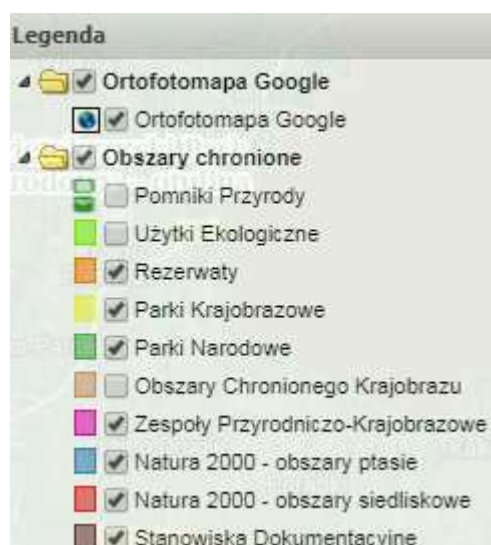 Legenda
Ortofotomapa Google
Ortofotomapa Google
Obszary chronione
Pomniki Przyrody
Użytki Ekologiczne
Rezerwaty
Parki Krajobrazowe
Parki Narodowe
Obszary Chronionego Krajobrazu
Zespoły Przyrodniczo-Krajobrazowe
Natura 2000 - obszary ptasie
Natura 2000 - obszary siedliskowe
Stanowiska Dokumentacyjne